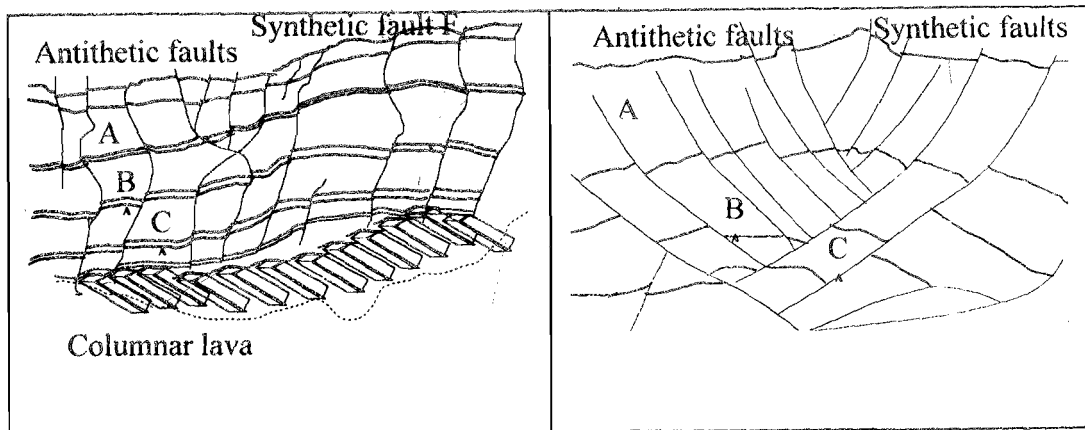 Synthetic fault F
Antithetic faults
A
B
C
Columnar lava
Antithetic faults
Synthetic faults
A
B
C